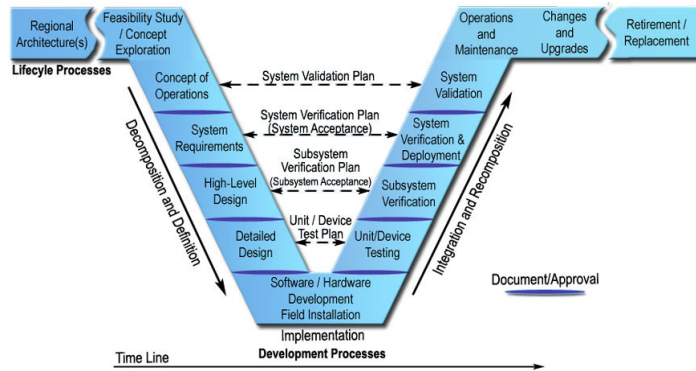 Regional
Architecture(s)
Feasibility Study
/ Concept
Exploration
Operations
and
Maintenance
Changes
and
Upgrades
Retirement /
Replacement
Lifecyle Processes
Concept of
Operations
System Validation Plan
System
Validation
System
Requirements
System Verification Plan
(System Acceptance)
System
Verification &
Deployment
High-Level
Design
Subsystem
Verification Plan
(Subsystem Acceptance)
Subsystem
Verification
Detailed
Design
Unit / Device
Test Plan
Unit/Device
Testing
Decomposition and Definition
Integration and Recomposition
Software / Hardware
Development
Field Installation
Document/Approval
Implementation
Development Processes
Time Line